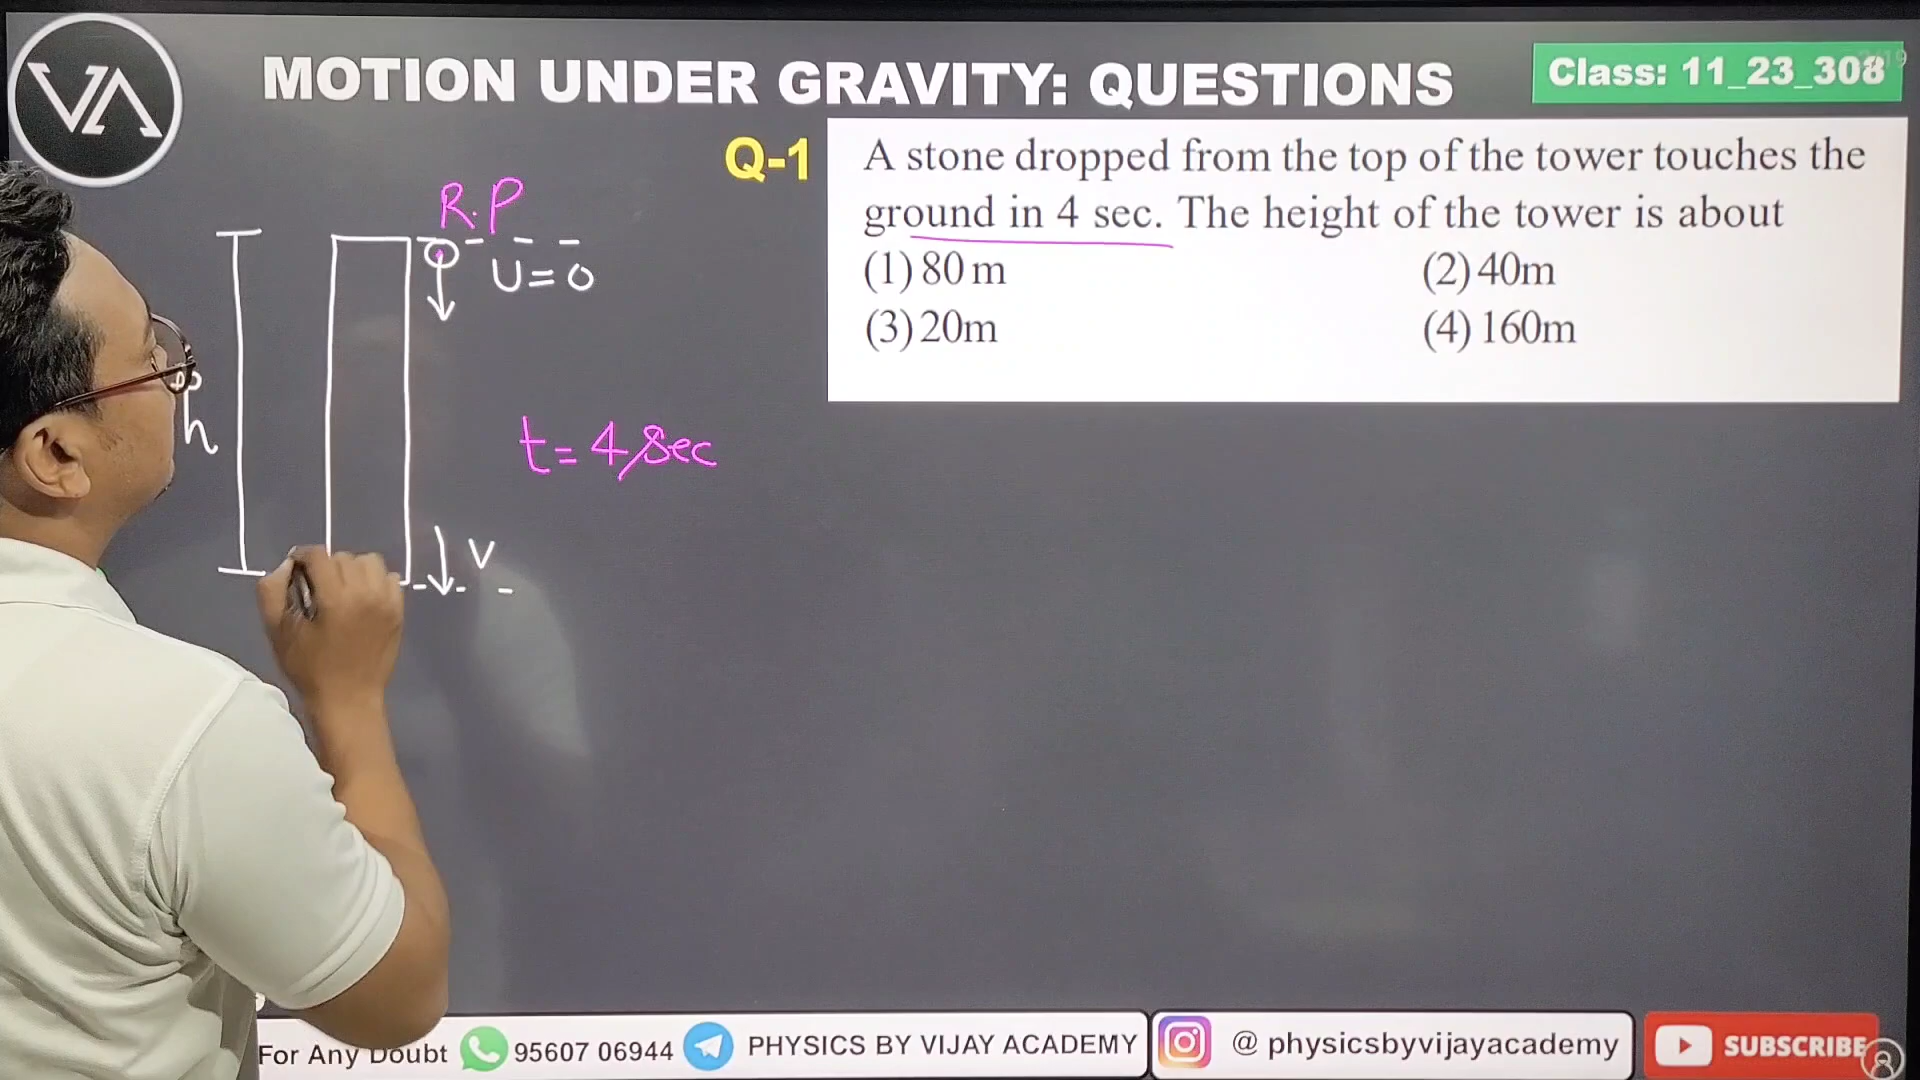 VA
MOTION UNDER GRAVITY: QUESTIONS
Class: 11_23_308
Q-1
A stone dropped from the top of the tower touches the
ground in 4 sec. The height of the tower is about
(1) 80 m
(2) 40m
(3) 20m
(4) 160m
R.P
U = 0
h
t = 4 sec
V
For Any Doubt
95607 06944
PHYSICS BY VIJAY ACADEMY
@ physicsbyvijayacademy
SUBSCRIBE